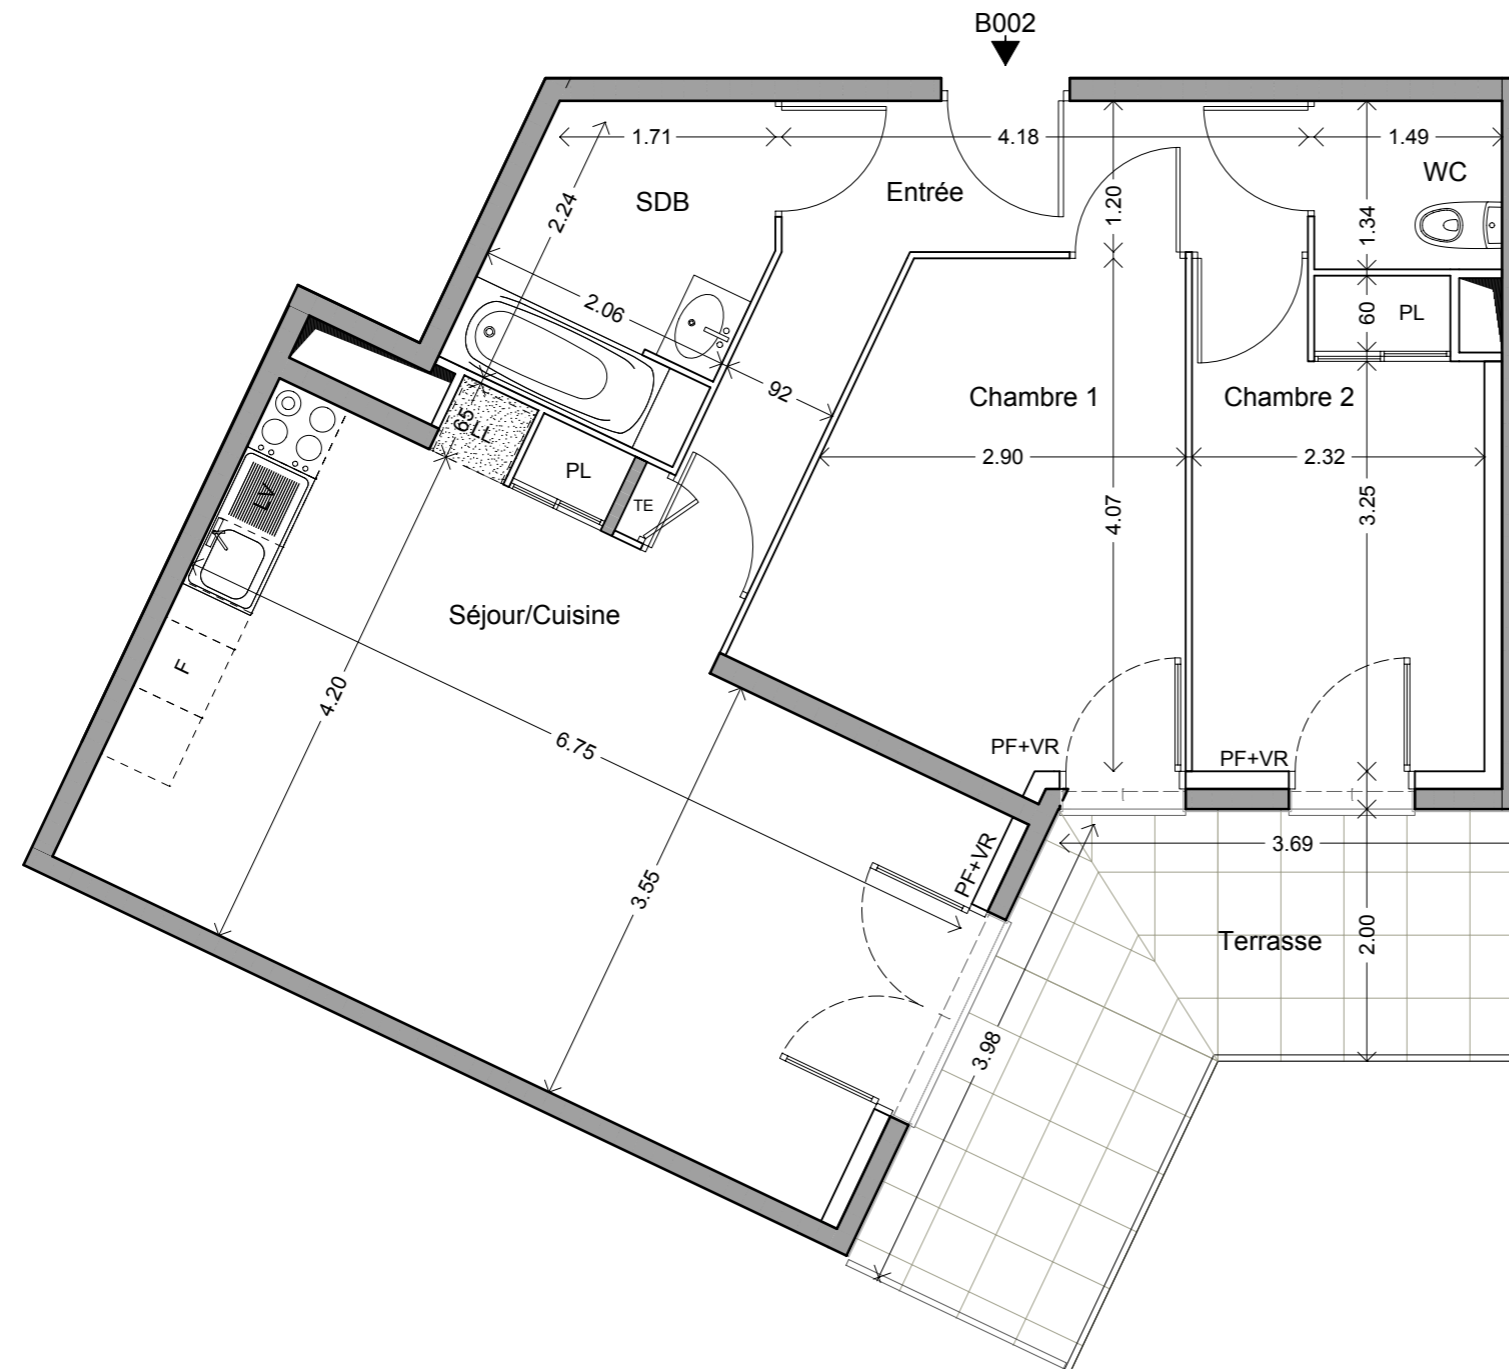 B002
1.71
4.18
1.49
WC
SDB
Entrée
2.24
1.20
1.34
2.06
60
PL
92
Chambre 1
Chambre 2
65
LL
2.90
2.32
PL
LV
TE
4.07
3.25
Séjour/Cuisine
F
4.20
6.75
PF+VR
PF+VR
3.69
PF+VR
3.55
Terrasse
2.00
3.98